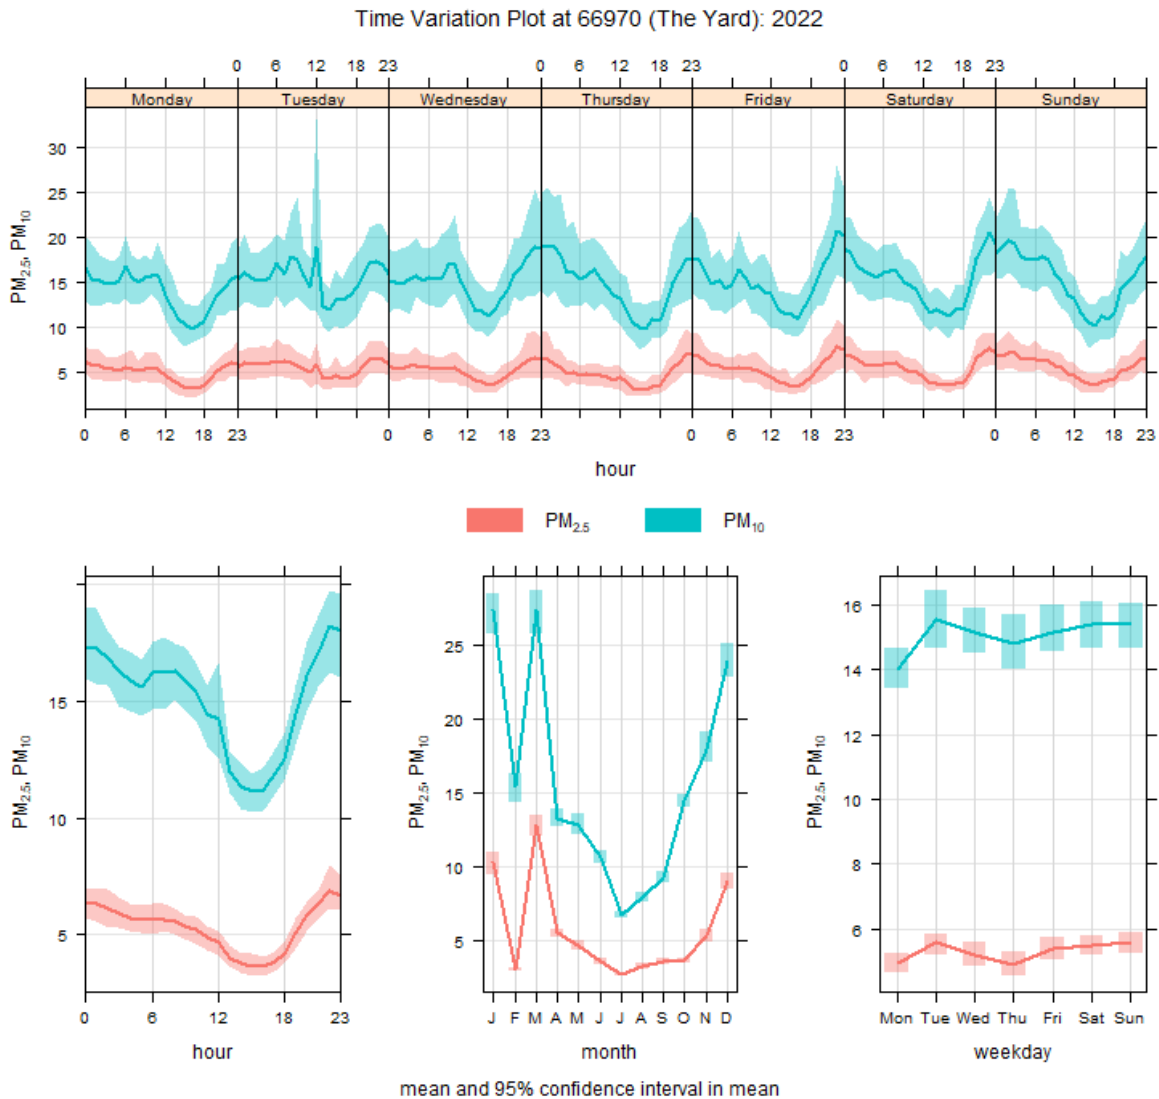 Time Variation Plot at 66970 (The Yard): 2022
0 6 12 18 23 0 6 12 18 23 0 6 12 18 23
Monday Tuesday Wednesday Thursday Friday Saturday Sunday
30
25
20
15
10
5
PM2.5, PM10
0 6 12 18 23 0 6 12 18 23 0 6 12 18 23 0 6 12 18 23
hour
PM2.5 PM10
15
10
5
PM2.5, PM10
0 6 12 18 23
hour
25
20
15
10
5
PM2.5, PM10
J F M A M J J A S O N D
month
16
14
12
10
8
6
PM2.5, PM10
Mon Tue Wed Thu Fri Sat Sun
weekday
mean and 95% confidence interval in mean